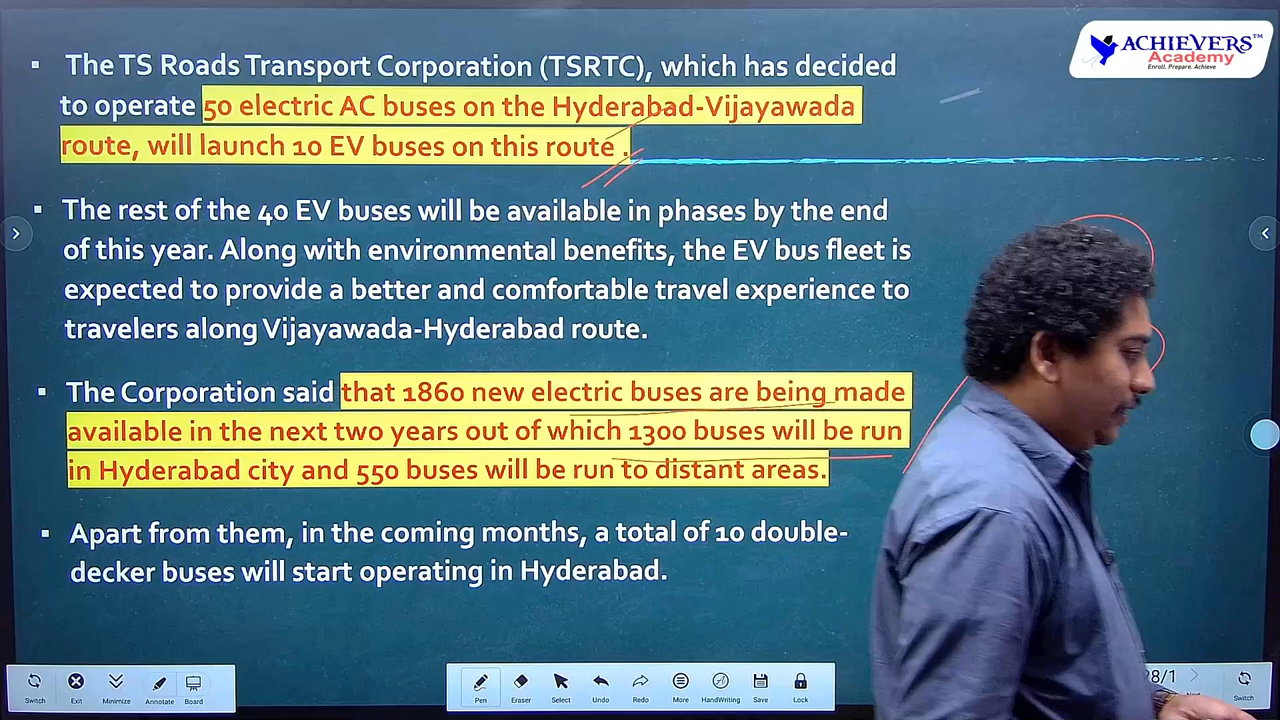 ACHIEVERS™
Academy
Enroll, Prepare, Achieve
▪ The TS Roads Transport Corporation (TSRTC), which has decided
to operate 50 electric AC buses on the Hyderabad-Vijayawada
route, will launch 10 EV buses on this route .
▪ The rest of the 40 EV buses will be available in phases by the end
of this year. Along with environmental benefits, the EV bus fleet is
expected to provide a better and comfortable travel experience to
travelers along Vijayawada-Hyderabad route.
▪ The Corporation said that 1860 new electric buses are being made
available in the next two years out of which 1300 buses will be run
in Hyderabad city and 550 buses will be run to distant areas.
▪ Apart from them, in the coming months, a total of 10 double-
decker buses will start operating in Hyderabad.
Switch Exit Minimize Annotate Board Pen Eraser Select Undo Redo More HandWriting Save Lock 28/1 Switch